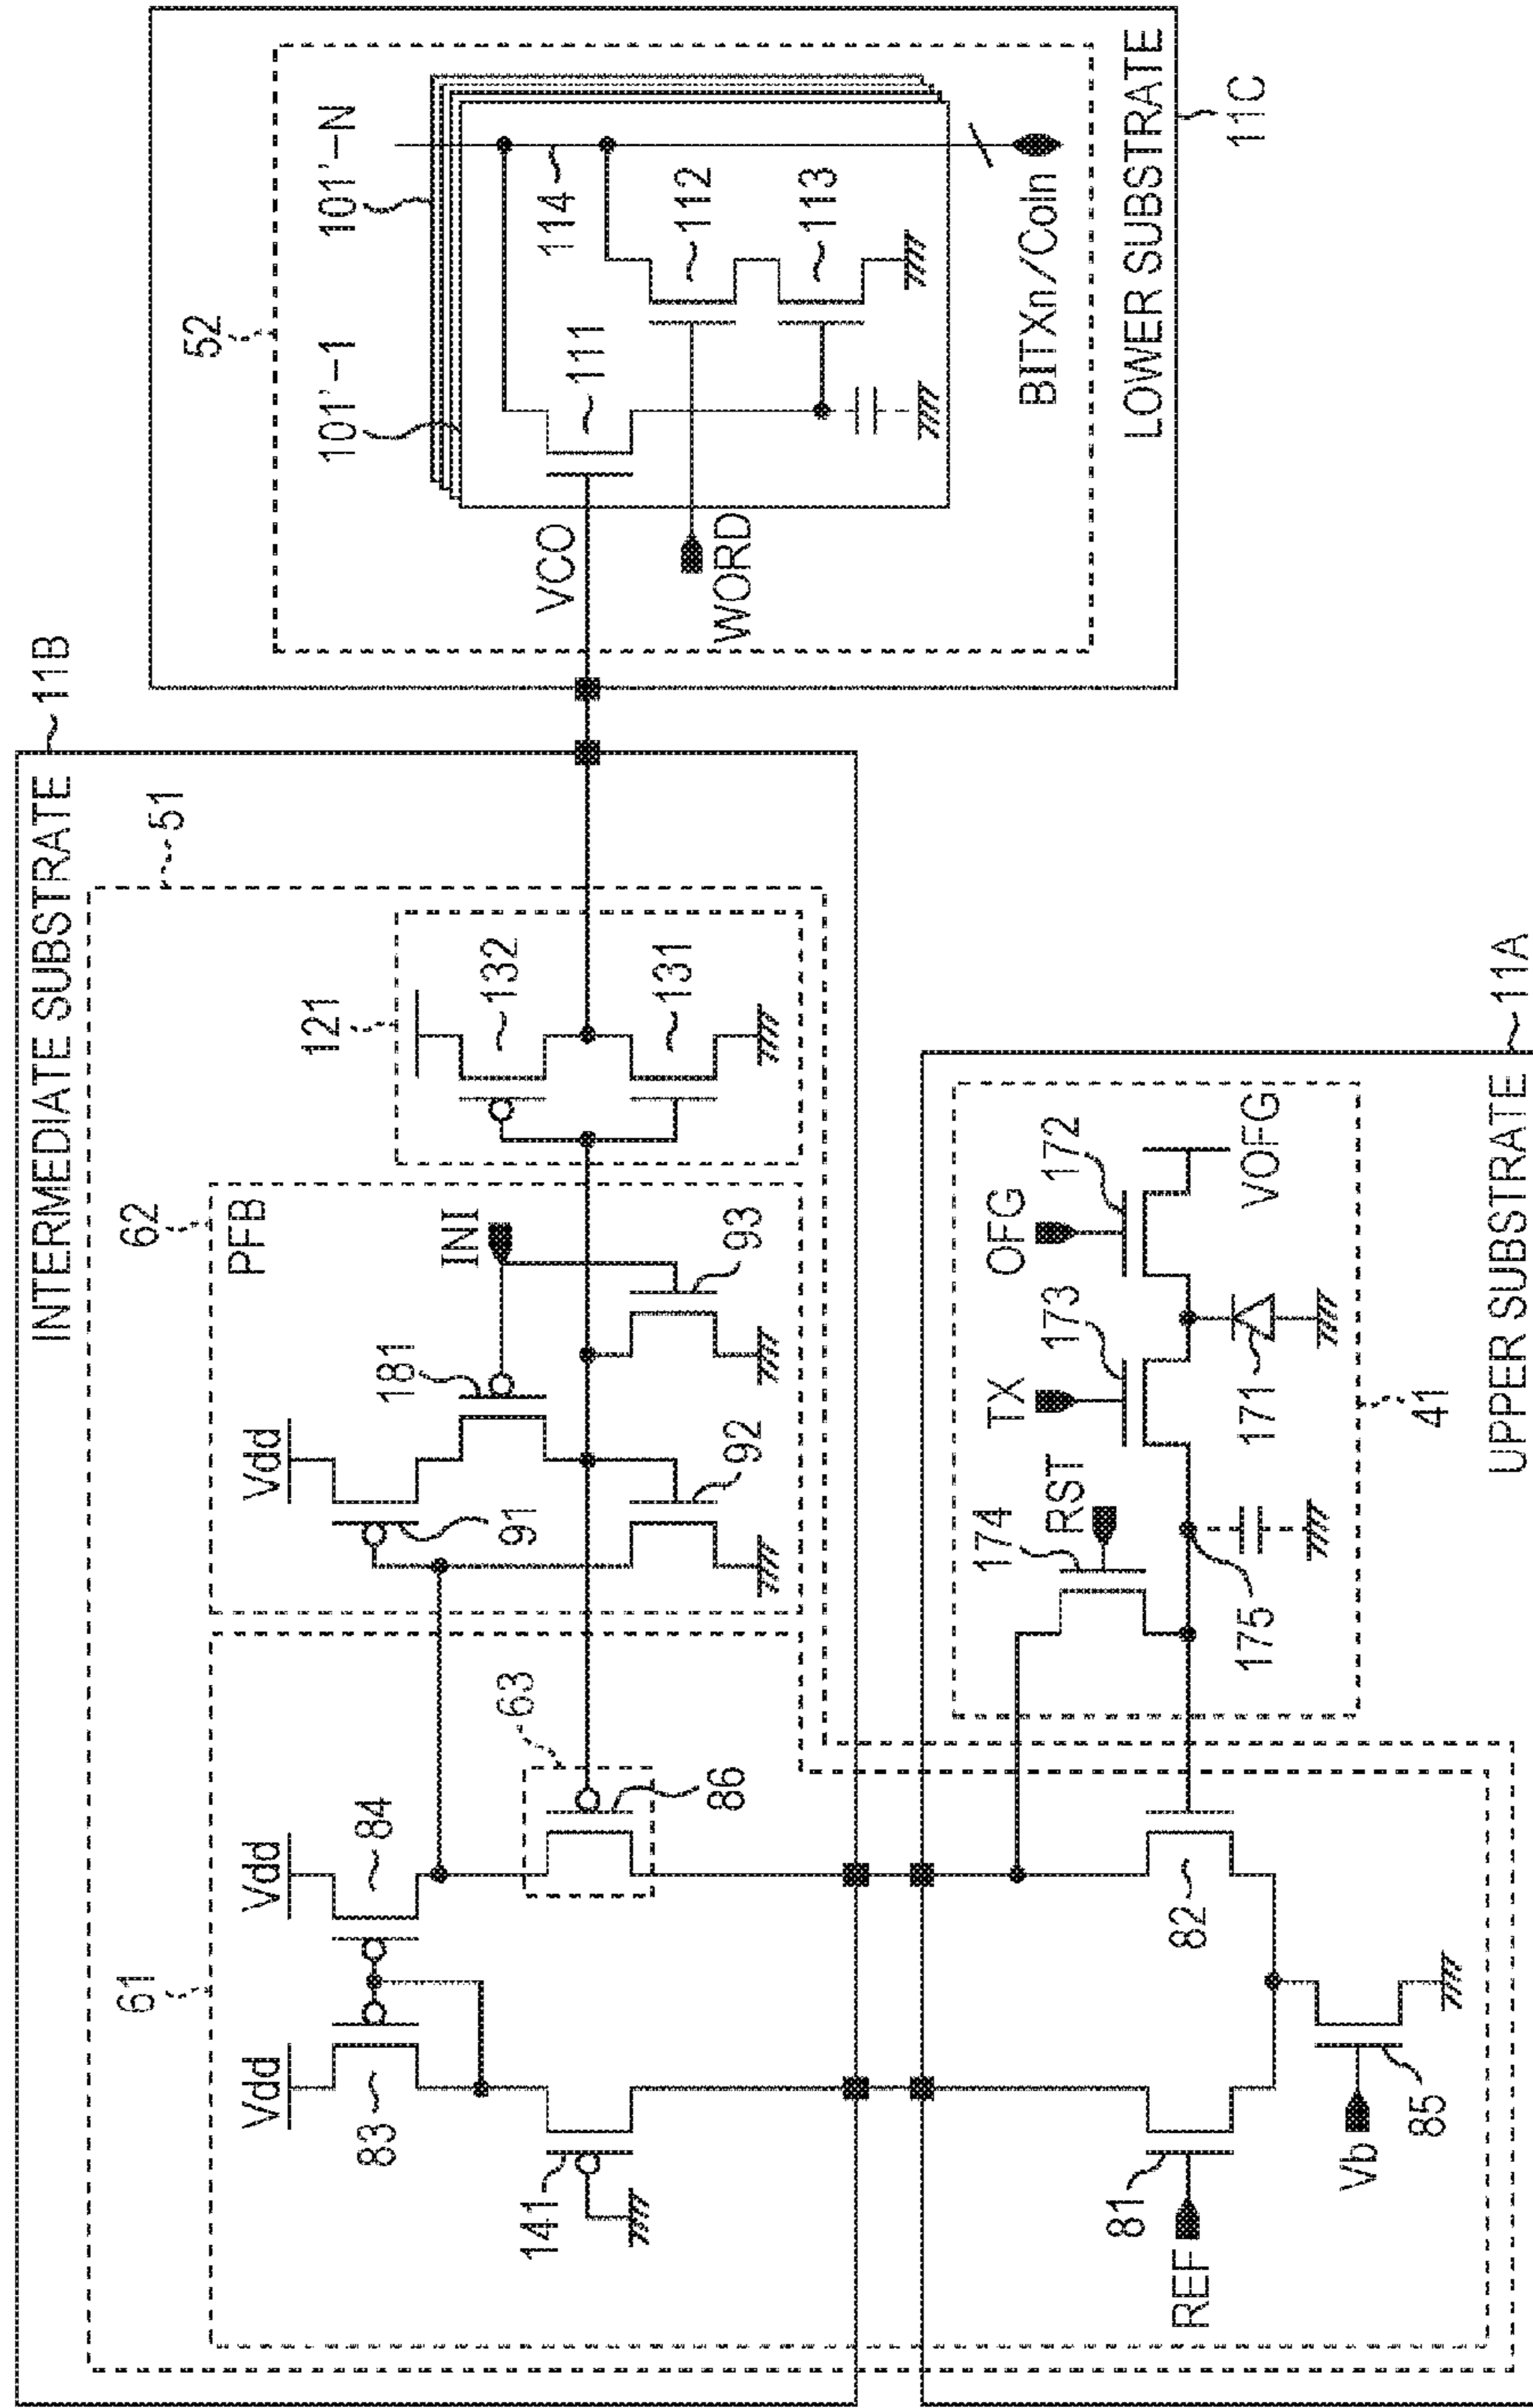 INTERMEDIATE SUBSTRATE
11B
51
61
62
121
52
Vdd
Vdd
Vdd
PFB
83
84
91
181
INI
132
63
141
86
92
93
131
VCO
WORD
101'-1
101'-N
111
114
112
113
BITXn/Coln
LOWER SUBSTRATE
11C
REF
81
82
Vb
85
174
RST
TX
173
OFG
172
175
171
VOFG
41
UPPER SUBSTRATE
11A